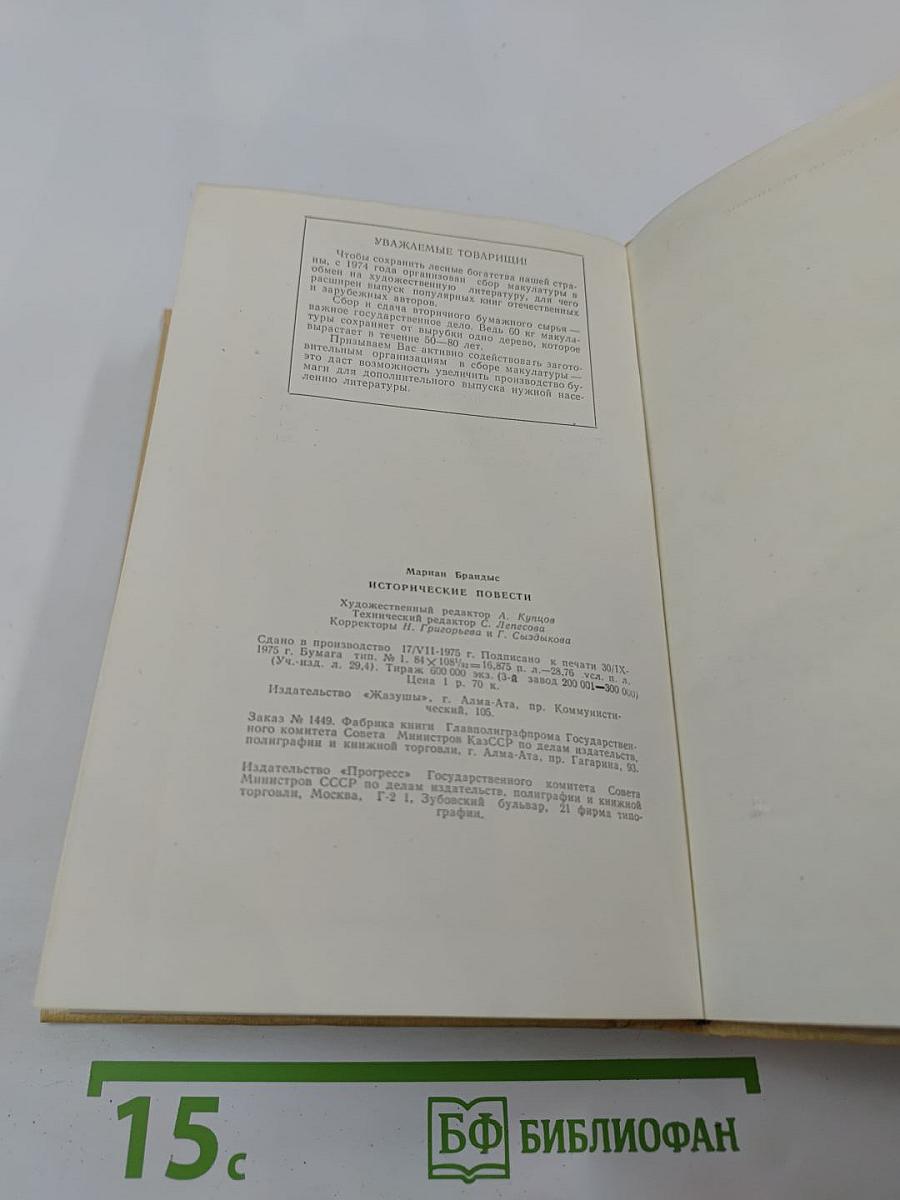 УВАЖАЕМЫЕ ТОВАРИЩИ!
Чтобы сохранить лесные богатства нашей стра-
ны, с 1974 года организован сбор макулатуры в
обмен на художественную литературу, для чего
расширен выпуск популярных книг отечественных
и зарубежных авторов.
Сбор и сдача вторичного бумажного сырья —
важное государственное дело. Ведь 60 кг макула-
туры сохраняет от вырубки одно дерево, которое
вырастает в течение 50—80 лет.
Призываем Вас активно содействовать загото-
вительным организациям в сборе макулатуры —
это даст возможность увеличить производство бу-
маги для дополнительного выпуска нужной насе-
лению литературы.
Мариан Брандыс
ИСТОРИЧЕСКИЕ ПОВЕСТИ
Художественный редактор А. Купцов
Технический редактор С. Лепесова
Корректоры Н. Григорьева и Г. Сыздыкова
Сдано в производство 17/VII-1975 г. Подписано к печати 30/IX-
1975 г. Бумага тип. № 1. 84×108¹/₃₂=16,875 п. л.—28,76 усл. п. л.
(Уч.-изд. л. 29,4). Тираж 600 000 экз. (3-й завод 200 001—300 000)
Цена 1 р. 70 к.
Издательство «Жазушы», г. Алма-Ата, пр. Коммунисти-
ческий, 105.
Заказ № 1449. Фабрика книги Главполиграфпрома Государствен-
ного комитета Совета Министров КазССР по делам издательств,
полиграфии и книжной торговли, г. Алма-Ата, пр. Гагарина, 93.
Издательство «Прогресс» Государственного комитета Совета
Министров СССР по делам издательств, полиграфии и книжной
торговли, Москва, Г-2 1, Зубовский бульвар, 21 фирма типо-
графия.
15 с
БФ БИБЛИОФАН